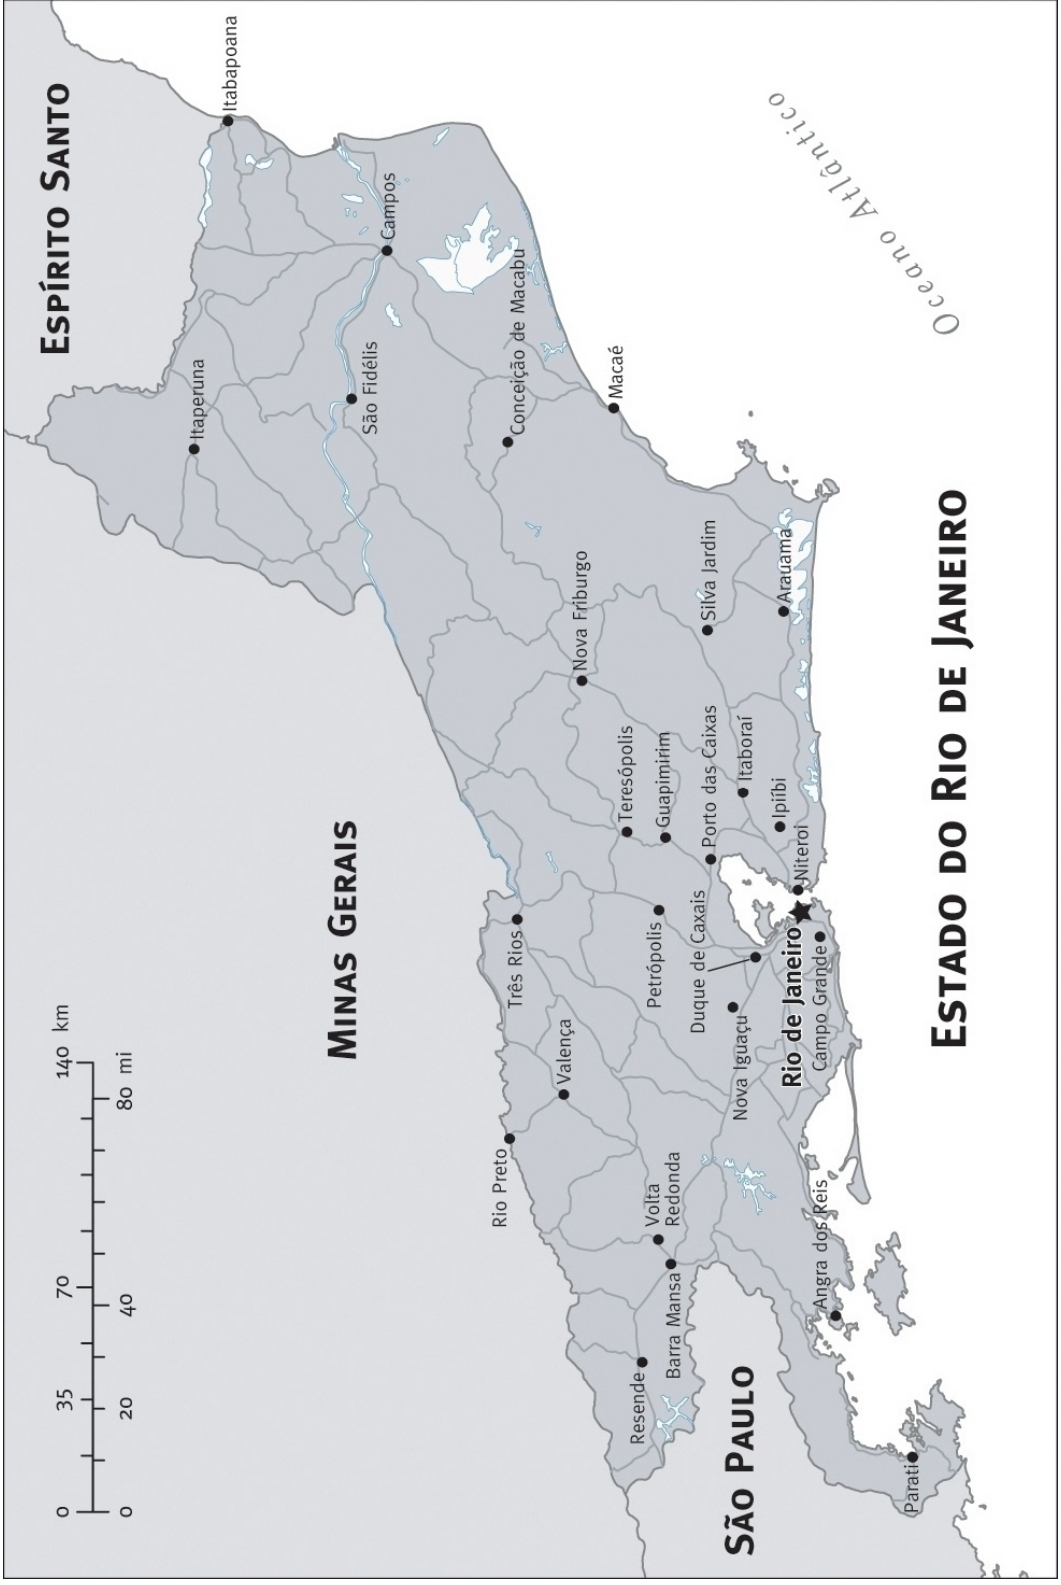 0 35 70 140 km
0 20 40 80 mi
ESPÍRITO SANTO
MINAS GERAIS
SÃO PAULO
ESTADO DO RIO DE JANEIRO
Oceano Atlântico
Itabapoana
Itaperuna
Campos
São Fidélis
Conceição de Macabu
Macaé
Nova Friburgo
Silva Jardim
Arauama
Teresópolis
Guapimirim
Porto das Caixas
Itaboraí
Ipiíbi
Niteroi
Três Rios
Petrópolis
Duque de Caxais
Rio de Janeiro
Campo Grande
Nova Iguaçu
Valença
Rio Preto
Volta
Redonda
Barra Mansa
Resende
Angra dos Reis
Parati